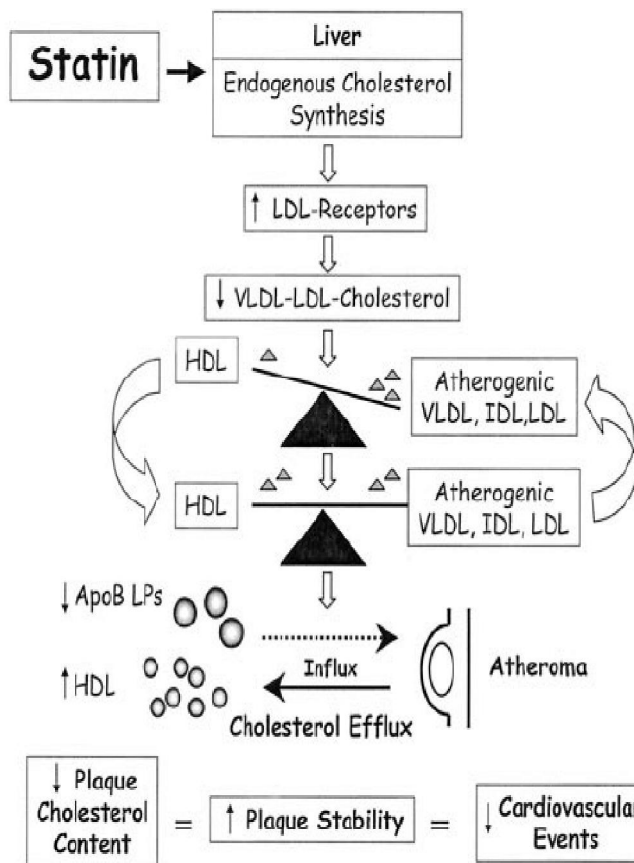 Statin
Liver
Endogenous Cholesterol
Synthesis
↑ LDL-Receptors
↓ VLDL-LDL-Cholesterol
HDL
Atherogenic
VLDL, IDL,LDL
HDL
Atherogenic
VLDL, IDL, LDL
↓ ApoB LPs
Influx
↑ HDL
Atheroma
Cholesterol Efflux
↓ Plaque
Cholesterol
Content
=
↑ Plaque Stability
=
↓ Cardiovascular
Events